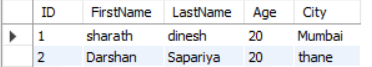 ID FirstName LastName Age City
1 sharath dinesh 20 Mumbai
2 Darshan Sapariya 20 thane